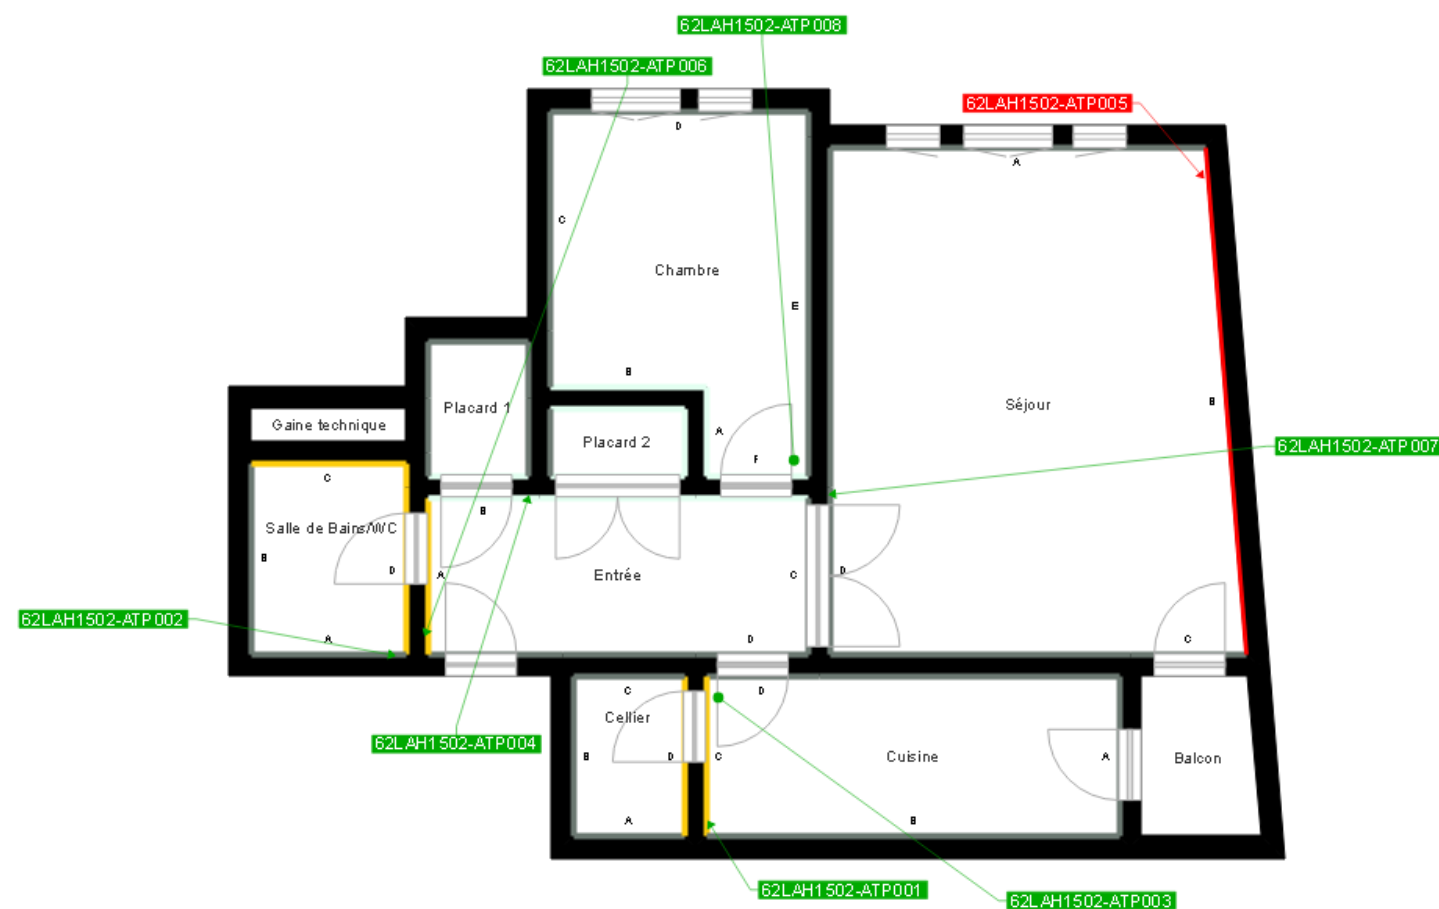 62LAH1502-ATP008
62LAH1502-ATP006
62LAH1502-ATP005
D
A
C
Chambre
E
B
Séjour
B
Placard 1
Gaine technique
Placard 2
A
F
62LAH1502-ATP007
C
B
Salle de Bains/WC
B
D
A
Entrée
C
D
62LAH1502-ATP002
A
D
C
C
D
Cellier
62LAH1502-ATP004
B
D
C
Cuisine
A
Balcon
A
B
62LAH1502-ATP001
62LAH1502-ATP003